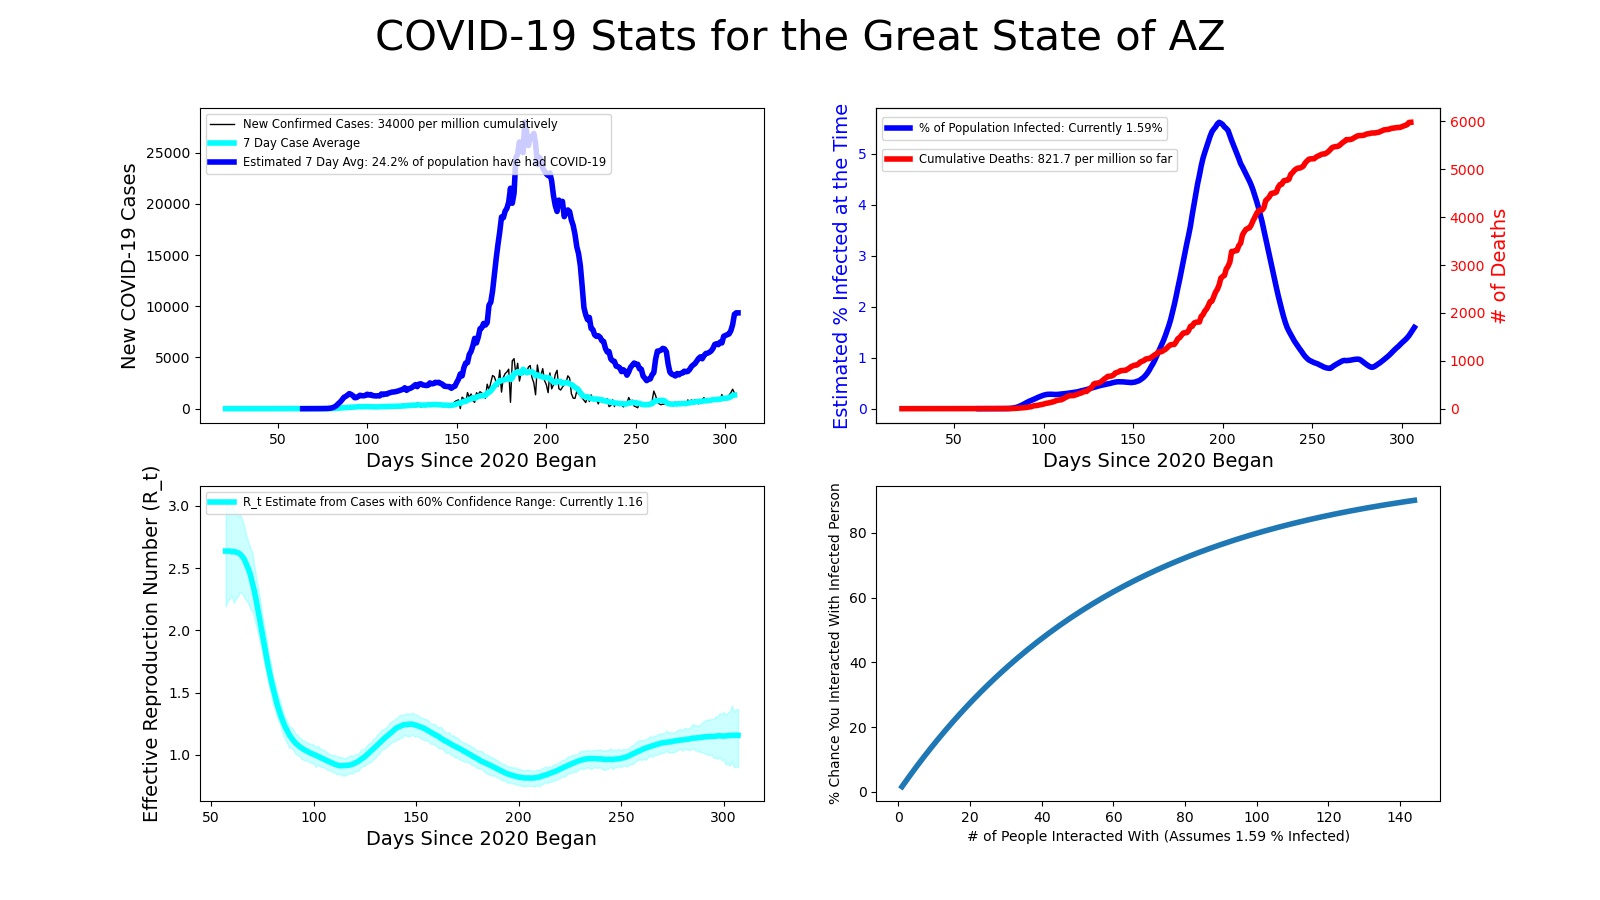 COVID-19 Stats for the Great State of AZ
New Confirmed Cases: 34000 per million cumulatively
7 Day Case Average
Estimated 7 Day Avg: 24.2% of population have had COVID-19
New COVID-19 Cases
25000
20000
15000
10000
5000
0
50 100 150 200 250 300
Days Since 2020 Began
% of Population Infected: Currently 1.59%
Cumulative Deaths: 821.7 per million so far
Estimated % Infected at the Time
5
4
3
2
1
0
6000
5000
4000
3000
2000
1000
0
# of Deaths
50 100 150 200 250 300
Days Since 2020 Began
R_t Estimate from Cases with 60% Confidence Range: Currently 1.16
Effective Reproduction Number (R_t)
3.0
2.5
2.0
1.5
1.0
50 100 150 200 250 300
Days Since 2020 Began
% Chance You Interacted With Infected Person
80
60
40
20
0
0 20 40 60 80 100 120 140
# of People Interacted With (Assumes 1.59 % Infected)